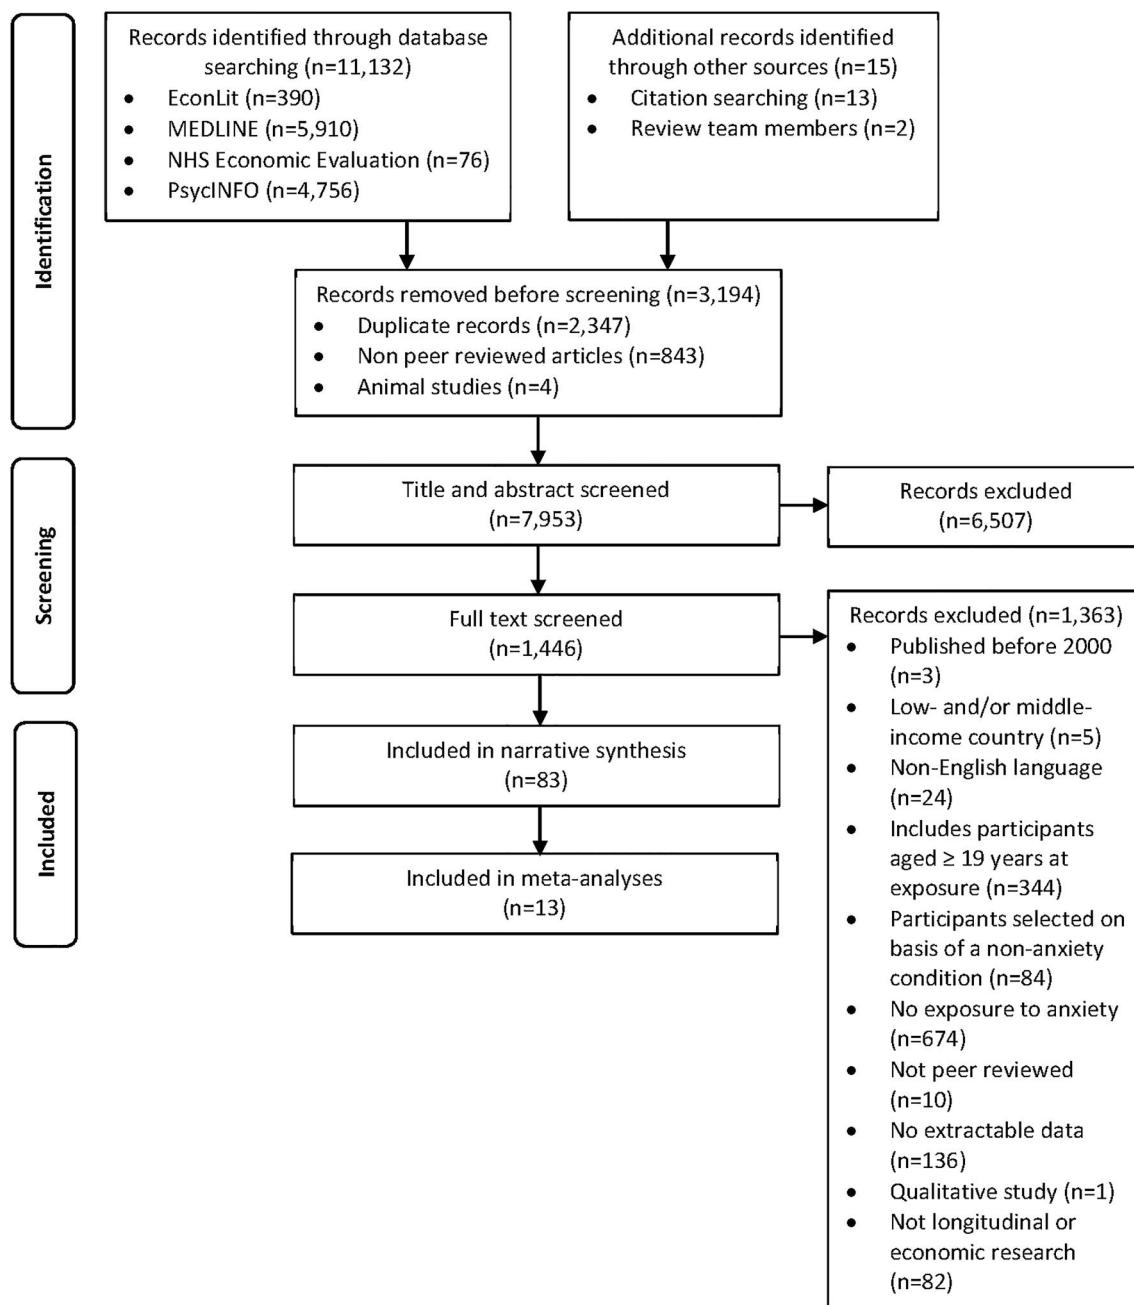 Identification
Records identified through database
searching (n=11,132)
• EconLit (n=390)
• MEDLINE (n=5,910)
• NHS Economic Evaluation (n=76)
• PsycINFO (n=4,756)
Additional records identified
through other sources (n=15)
• Citation searching (n=13)
• Review team members (n=2)
Records removed before screening (n=3,194)
• Duplicate records (n=2,347)
• Non peer reviewed articles (n=843)
• Animal studies (n=4)
Screening
Title and abstract screened
(n=7,953)
Records excluded
(n=6,507)
Full text screened
(n=1,446)
Records excluded (n=1,363)
• Published before 2000
(n=3)
• Low- and/or middle-
income country (n=5)
• Non-English language
(n=24)
• Includes participants
aged ≥ 19 years at
exposure (n=344)
• Participants selected on
basis of a non-anxiety
condition (n=84)
• No exposure to anxiety
(n=674)
• Not peer reviewed
(n=10)
• No extractable data
(n=136)
• Qualitative study (n=1)
• Not longitudinal or
economic research
(n=82)
Included
Included in narrative synthesis
(n=83)
Included in meta-analyses
(n=13)